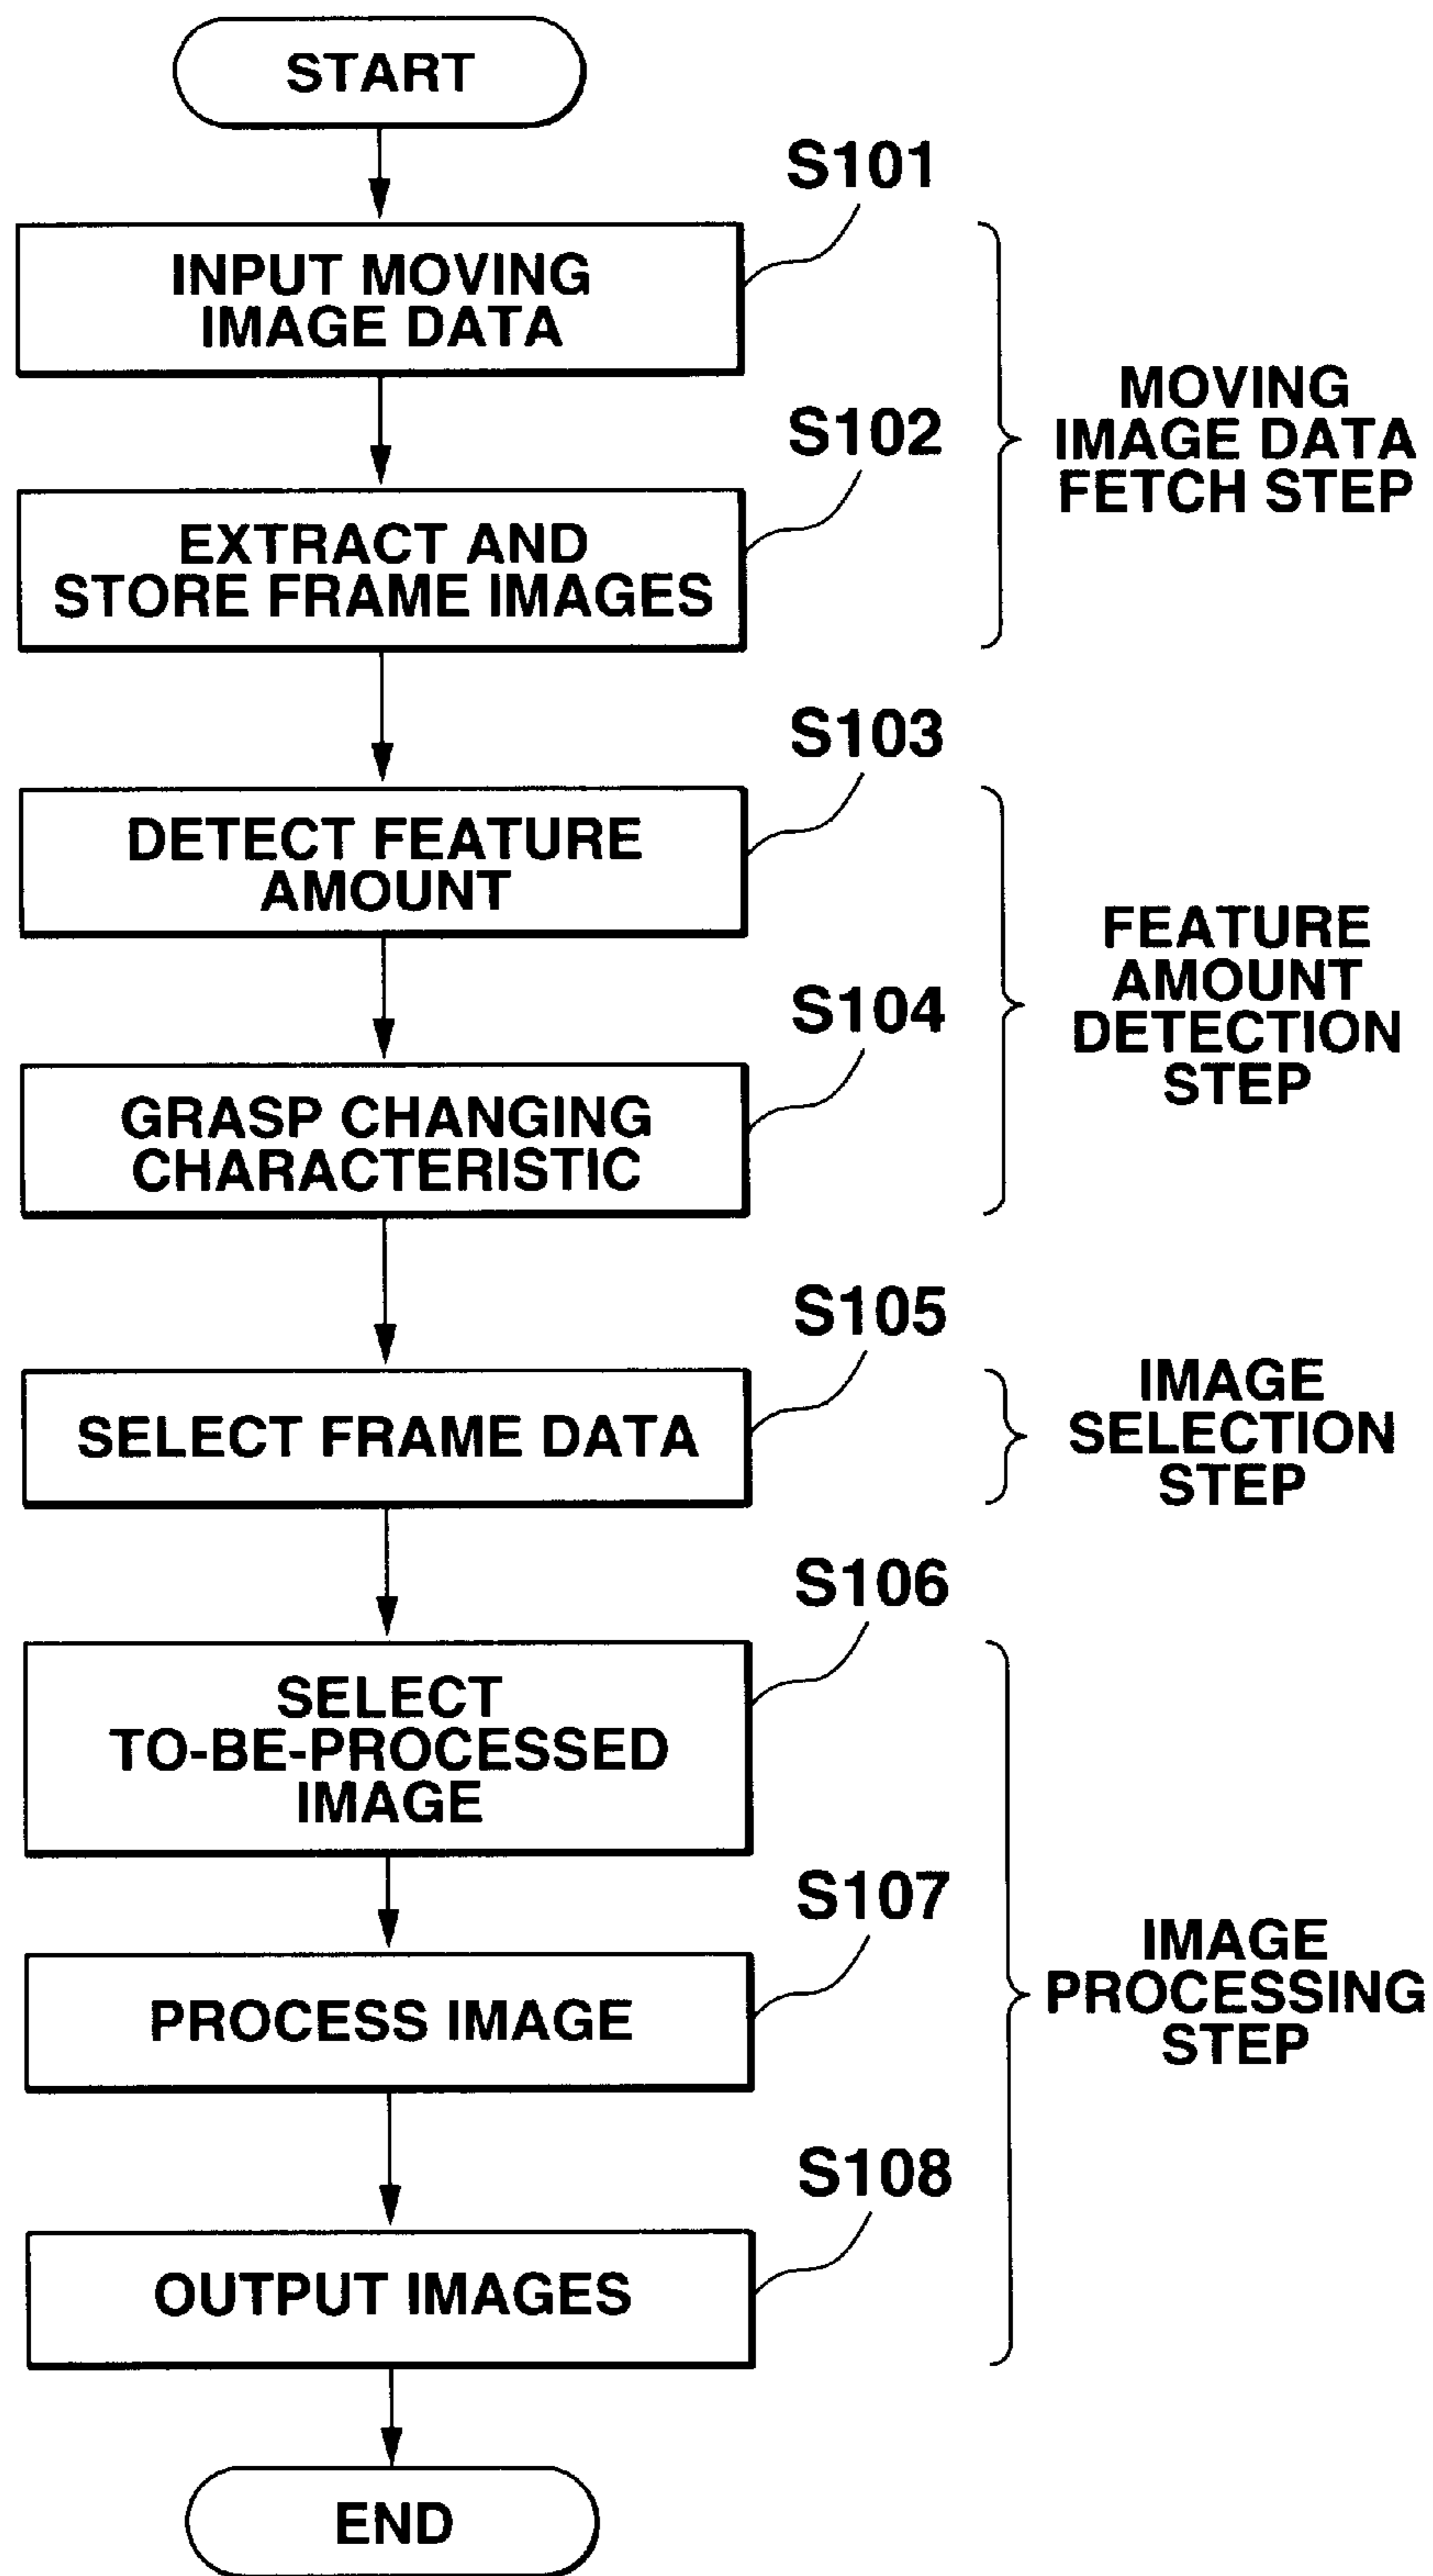 START
S101
INPUT MOVING
IMAGE DATA
MOVING
IMAGE DATA
FETCH STEP
S102
EXTRACT AND
STORE FRAME IMAGES
S103
DETECT FEATURE
AMOUNT
FEATURE
AMOUNT
DETECTION
STEP
S104
GRASP CHANGING
CHARACTERISTIC
S105
SELECT FRAME DATA
IMAGE
SELECTION
STEP
S106
SELECT
TO-BE-PROCESSED
IMAGE
S107
PROCESS IMAGE
IMAGE
PROCESSING
STEP
S108
OUTPUT IMAGES
END